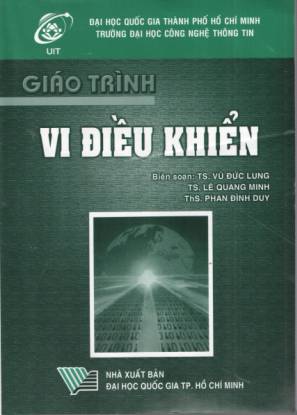 ĐẠI HỌC QUỐC GIA THÀNH PHỐ HỒ CHÍ MINH
TRƯỜNG ĐẠI HỌC CÔNG NGHỆ THÔNG TIN
UIT
GIÁO TRÌNH
VI ĐIỀU KHIỂN
Biên soạn: TS. VŨ ĐỨC LUNG
TS. LÊ QUANG MINH
ThS. PHAN ĐÌNH DUY
NHÀ XUẤT BẢN
ĐẠI HỌC QUỐC GIA TP. HỒ CHÍ MINH